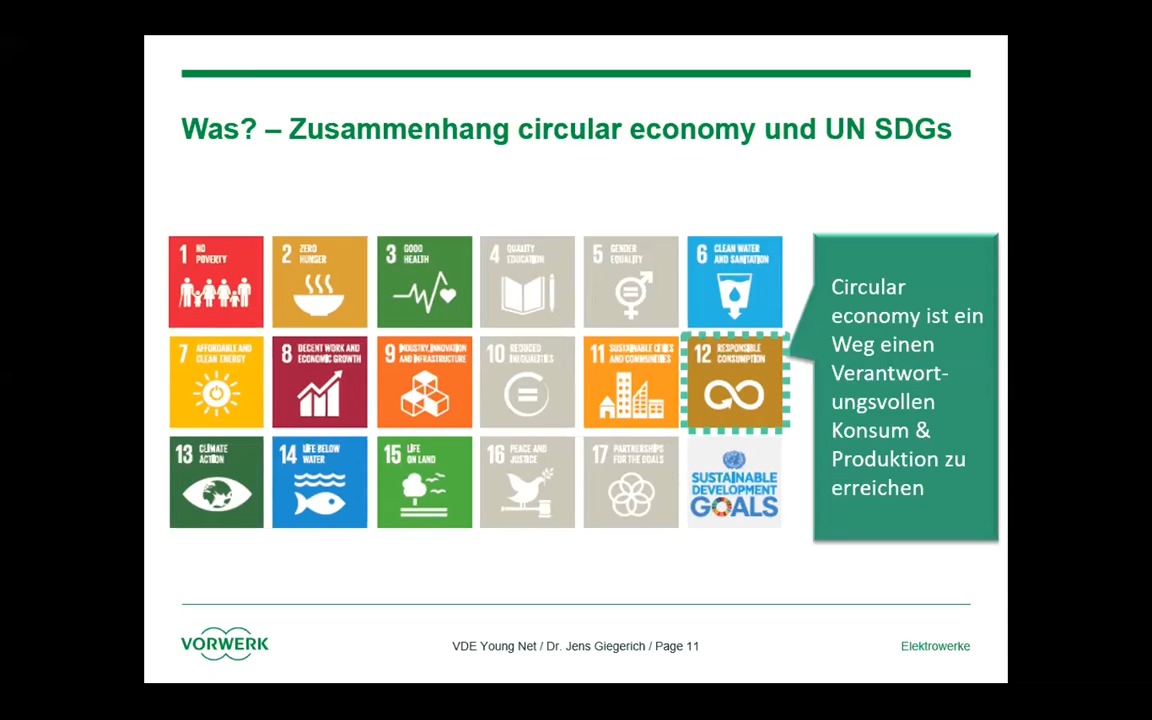 Was? – Zusammenhang circular economy und UN SDGs
1 NO
POVERTY
2 ZERO
HUNGER
3 GOOD
HEALTH
4 QUALITY
EDUCATION
5 GENDER
EQUALITY
6 CLEAN WATER
AND SANITATION
7 AFFORDABLE AND
CLEAN ENERGY
8 DECENT WORK AND
ECONOMIC GROWTH
9 INDUSTRY, INNOVATION
AND INFRASTRUCTURE
10 REDUCED
INEQUALITIES
11 SUSTAINABLE CITIES
AND COMMUNITIES
12 RESPONSIBLE
CONSUMPTION
13 CLIMATE
ACTION
14 LIFE BELOW
WATER
15 LIFE
ON LAND
16 PEACE AND
JUSTICE
17 PARTNERSHIPS
FOR THE GOALS
SUSTAINABLE
DEVELOPMENT
GOALS
Circular
economy ist ein
Weg einen
Verantwort-
ungsvollen
Konsum &
Produktion zu
erreichen
VORWERK
VDE Young Net / Dr. Jens Giegerich / Page 11
Elektrowerke